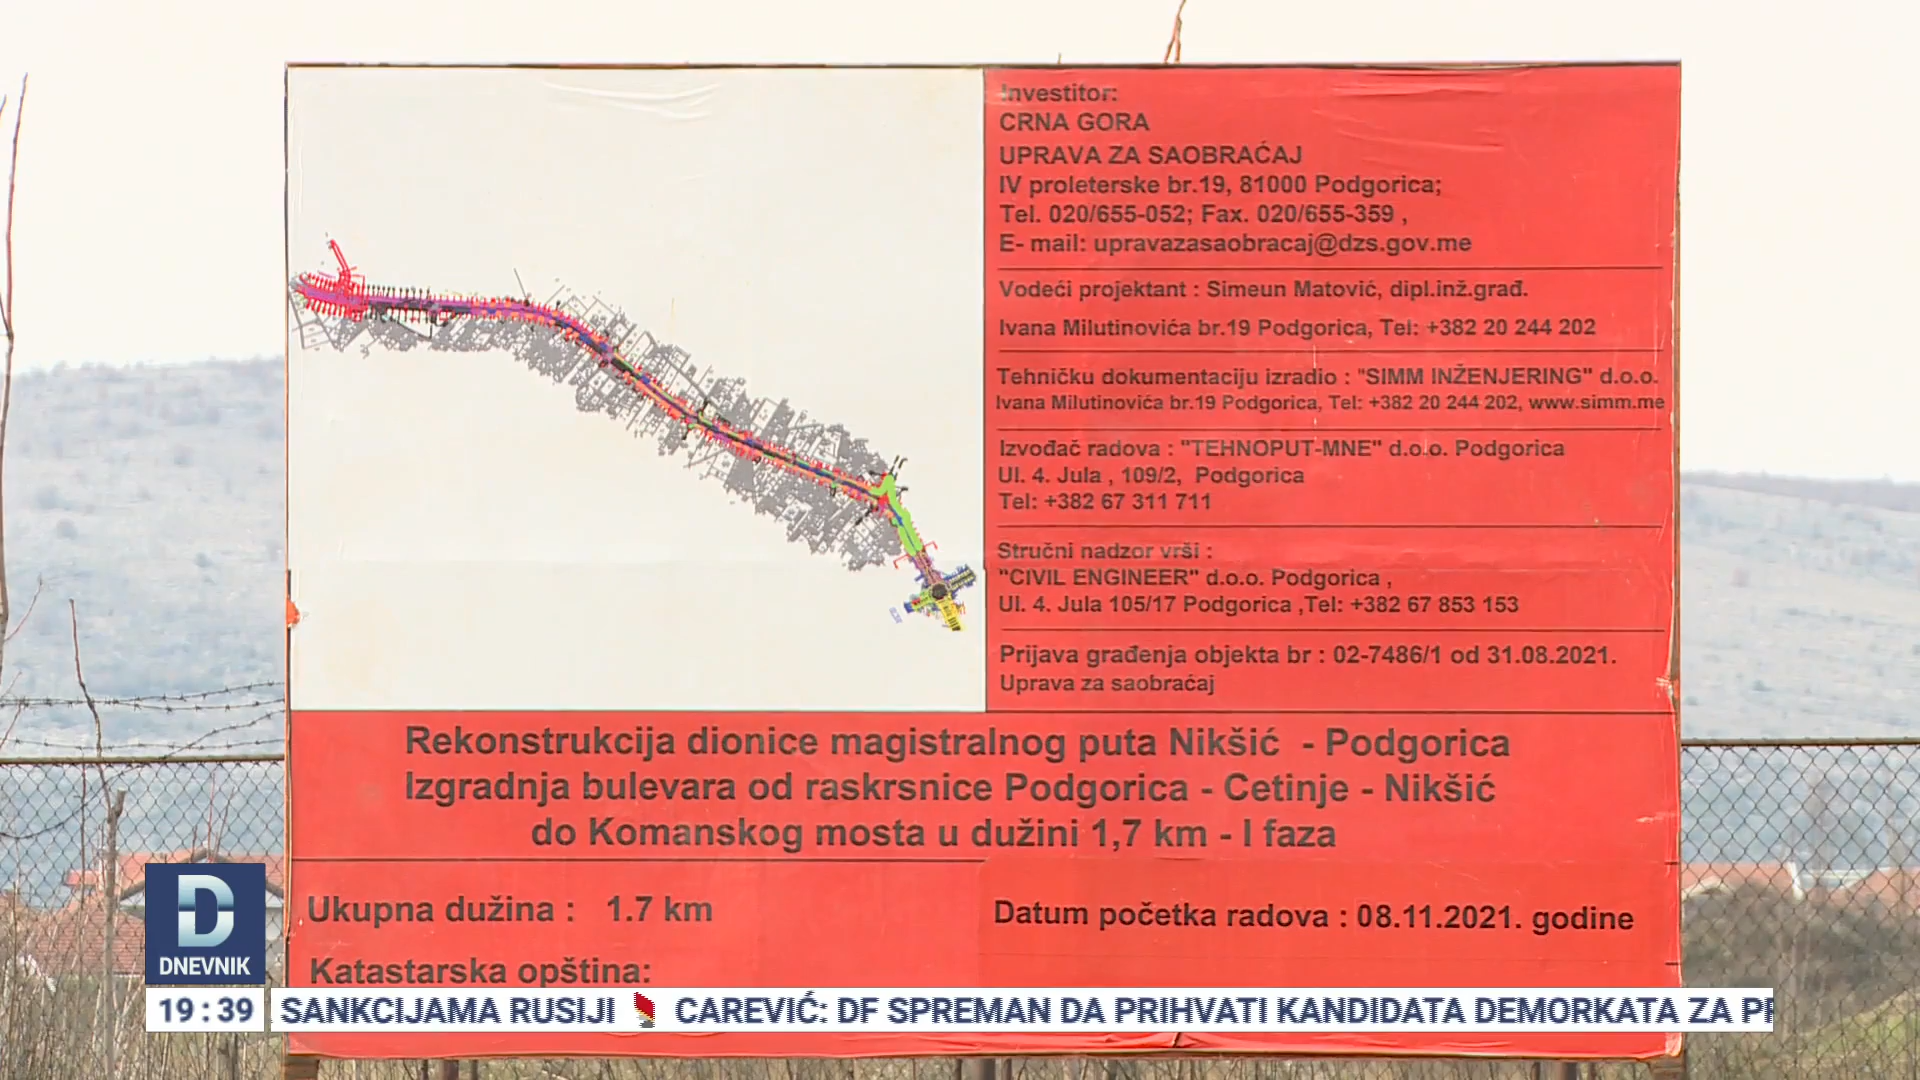 Investitor:
CRNA GORA
UPRAVA ZA SAOBRAĆAJ
IV proleterske br.19, 81000 Podgorica;
Tel. 020/655-052; Fax. 020/655-359 ,
E- mail: upravazasaobracaj@dzs.gov.me
Vodeći projektant : Simeun Matović, dipl.inž.građ.
Ivana Milutinovića br.19 Podgorica, Tel: +382 20 244 202
Tehničku dokumentaciju izradio : "SIMM INŽENJERING" d.o.o.
Ivana Milutinovića br.19 Podgorica, Tel: +382 20 244 202, www.simm.me
Izvođač radova : "TEHNOPUT-MNE" d.o.o. Podgorica
Ul. 4. Jula , 109/2, Podgorica
Tel: +382 67 311 711
Stručni nadzor vrši :
"CIVIL ENGINEER" d.o.o. Podgorica ,
Ul. 4. Jula 105/17 Podgorica ,Tel: +382 67 853 153
Prijava građenja objekta br : 02-7486/1 od 31.08.2021.
Uprava za saobraćaj
Rekonstrukcija dionice magistralnog puta Nikšić - Podgorica
Izgradnja bulevara od raskrsnice Podgorica - Cetinje - Nikšić
do Komanskog mosta u dužini 1,7 km - I faza
Ukupna dužina : 1.7 km
Datum početka radova : 08.11.2021. godine
Katastarska opština:
D
DNEVNIK
19:39 SANKCIJAMA RUSIJI CAREVIĆ: DF SPREMAN DA PRIHVATI KANDIDATA DEMORKATA ZA